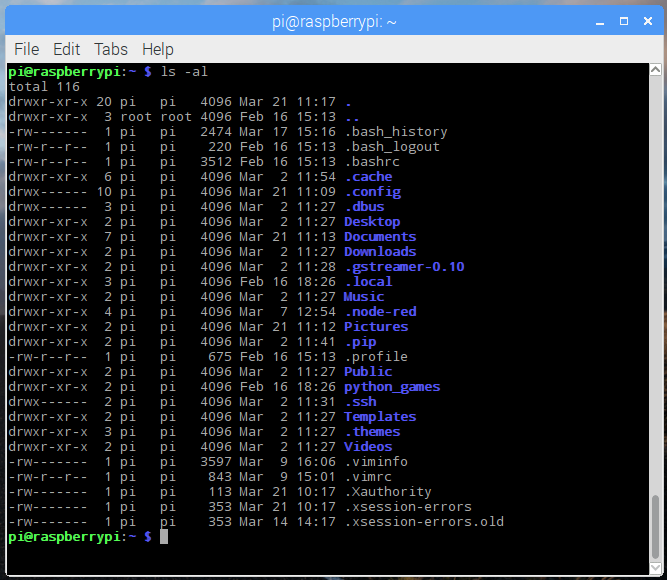 pi@raspberrypi: ~
File Edit Tabs Help
pi@raspberrypi:~ $ ls -al
total 116
drwxr-xr-x 20 pi   pi   4096 Mar 21 11:17 .
drwxr-xr-x  3 root root 4096 Feb 16 15:13 ..
-rw-------  1 pi   pi   2474 Mar 17 15:16 .bash_history
-rw-r--r--  1 pi   pi    220 Feb 16 15:13 .bash_logout
-rw-r--r--  1 pi   pi   3512 Feb 16 15:13 .bashrc
drwxr-xr-x  6 pi   pi   4096 Mar  2 11:54 .cache
drwx------ 10 pi   pi   4096 Mar 21 11:09 .config
drwx------  3 pi   pi   4096 Mar  2 11:27 .dbus
drwxr-xr-x  2 pi   pi   4096 Mar  2 11:27 Desktop
drwxr-xr-x  7 pi   pi   4096 Mar 21 11:13 Documents
drwxr-xr-x  2 pi   pi   4096 Mar  2 11:27 Downloads
drwxr-xr-x  2 pi   pi   4096 Mar  2 11:28 .gstreamer-0.10
drwxr-xr-x  3 pi   pi   4096 Feb 16 18:26 .local
drwxr-xr-x  2 pi   pi   4096 Mar  2 11:27 Music
drwxr-xr-x  4 pi   pi   4096 Mar  7 12:54 .node-red
drwxr-xr-x  2 pi   pi   4096 Mar 21 11:12 Pictures
drwxr-xr-x  2 pi   pi   4096 Mar  2 11:41 .pip
-rw-r--r--  1 pi   pi    675 Feb 16 15:13 .profile
drwxr-xr-x  2 pi   pi   4096 Mar  2 11:27 Public
drwxr-xr-x  2 pi   pi   4096 Feb 16 18:26 python_games
drwx------  2 pi   pi   4096 Mar  2 11:31 .ssh
drwxr-xr-x  2 pi   pi   4096 Mar  2 11:27 Templates
drwxr-xr-x  3 pi   pi   4096 Mar  2 11:27 .themes
drwxr-xr-x  2 pi   pi   4096 Mar  2 11:27 Videos
-rw-------  1 pi   pi   3597 Mar  9 16:06 .viminfo
-rw-r--r--  1 pi   pi    843 Mar  9 15:01 .vimrc
-rw-------  1 pi   pi    113 Mar 21 10:17 .Xauthority
-rw-------  1 pi   pi    353 Mar 21 10:17 .xsession-errors
-rw-------  1 pi   pi    353 Mar 14 14:17 .xsession-errors.old
pi@raspberrypi:~ $